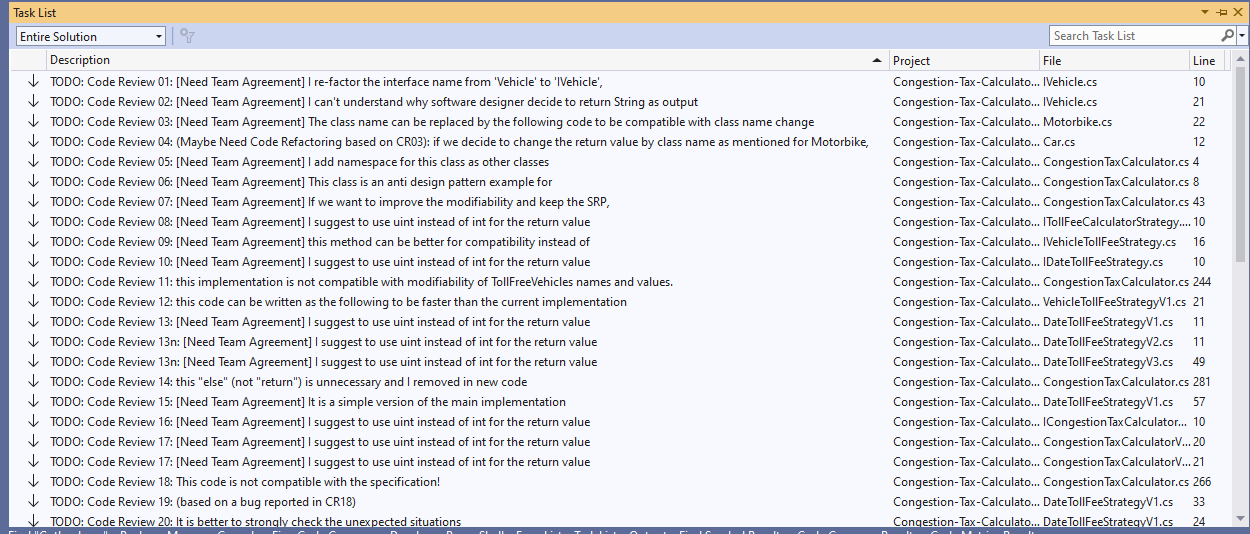 Task List
Entire Solution
Search Task List
Description Project File Line
TODO: Code Review 01: [Need Team Agreement] I re-factor the interface name from 'Vehicle' to 'IVehicle', Congestion-Tax-Calculato... IVehicle.cs 10
TODO: Code Review 02: [Need Team Agreement] I can't understand why software designer decide to return String as output Congestion-Tax-Calculato... IVehicle.cs 21
TODO: Code Review 03: [Need Team Agreement] The class name can be replaced by the following code to be compatible with class name change Congestion-Tax-Calculato... Motorbike.cs 22
TODO: Code Review 04: (Maybe Need Code Refactoring based on CR03): if we decide to change the return value by class name as mentioned for Motorbike, Congestion-Tax-Calculato... Car.cs 12
TODO: Code Review 05: [Need Team Agreement] I add namespace for this class as other classes Congestion-Tax-Calculato... CongestionTaxCalculator.cs 4
TODO: Code Review 06: [Need Team Agreement] This class is an anti design pattern example for Congestion-Tax-Calculato... CongestionTaxCalculator.cs 8
TODO: Code Review 07: [Need Team Agreement] If we want to improve the modifiability and keep the SRP, Congestion-Tax-Calculato... CongestionTaxCalculator.cs 43
TODO: Code Review 08: [Need Team Agreement] I suggest to use uint instead of int for the return value Congestion-Tax-Calculato... ITollFeeCalculatorStrategy.... 10
TODO: Code Review 09: [Need Team Agreement] this method can be better for compatibility instead of Congestion-Tax-Calculato... IVehicleTollFeeStrategy.cs 16
TODO: Code Review 10: [Need Team Agreement] I suggest to use uint instead of int for the return value Congestion-Tax-Calculato... IDateTollFeeStrategy.cs 10
TODO: Code Review 11: this implementation is not compatible with modifiability of TollFreeVehicles names and values. Congestion-Tax-Calculato... CongestionTaxCalculator.cs 244
TODO: Code Review 12: this code can be written as the following to be faster than the current implementation Congestion-Tax-Calculato... VehicleTollFeeStrategyV1.cs 21
TODO: Code Review 13: [Need Team Agreement] I suggest to use uint instead of int for the return value Congestion-Tax-Calculato... DateTollFeeStrategyV1.cs 11
TODO: Code Review 13n: [Need Team Agreement] I suggest to use uint instead of int for the return value Congestion-Tax-Calculato... DateTollFeeStrategyV2.cs 11
TODO: Code Review 13n: [Need Team Agreement] I suggest to use uint instead of int for the return value Congestion-Tax-Calculato... DateTollFeeStrategyV3.cs 49
TODO: Code Review 14: this "else" (not "return") is unnecessary and I removed in new code Congestion-Tax-Calculato... CongestionTaxCalculator.cs 281
TODO: Code Review 15: [Need Team Agreement] It is a simple version of the main implementation Congestion-Tax-Calculato... DateTollFeeStrategyV1.cs 57
TODO: Code Review 16: [Need Team Agreement] I suggest to use uint instead of int for the return value Congestion-Tax-Calculato... ICongestionTaxCalculator... 10
TODO: Code Review 17: [Need Team Agreement] I suggest to use uint instead of int for the return value Congestion-Tax-Calculato... CongestionTaxCalculatorV... 20
TODO: Code Review 17: [Need Team Agreement] I suggest to use uint instead of int for the return value Congestion-Tax-Calculato... CongestionTaxCalculatorV... 21
TODO: Code Review 18: This code is not compatible with the specification! Congestion-Tax-Calculato... CongestionTaxCalculator.cs 266
TODO: Code Review 19: (based on a bug reported in CR18) Congestion-Tax-Calculato... DateTollFeeStrategyV1.cs 33
TODO: Code Review 20: It is better to strongly check the unexpected situations Congestion-Tax-Calculato... DateTollFeeStrategyV1.cs 24